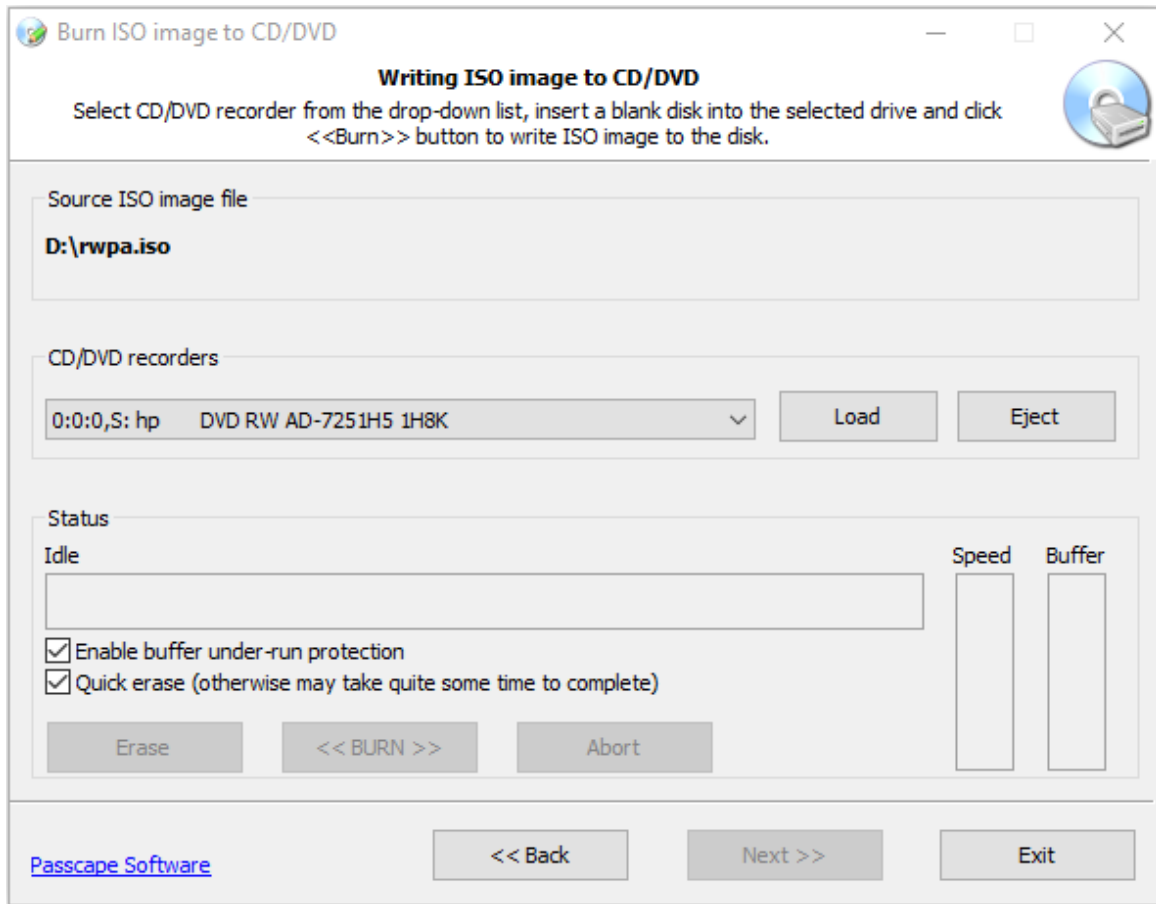 Burn ISO image to CD/DVD
Writing ISO image to CD/DVD
Select CD/DVD recorder from the drop-down list, insert a blank disk into the selected drive and click
<<Burn>> button to write ISO image to the disk.
Source ISO image file
D:\rwpa.iso
CD/DVD recorders
0:0:0,S: hp DVD RW AD-7251H5 1H8K
Load
Eject
Status
Idle
Speed
Buffer
Enable buffer under-run protection
Quick erase (otherwise may take quite some time to complete)
Erase
<< BURN >>
Abort
Passcape Software
<< Back
Next >>
Exit